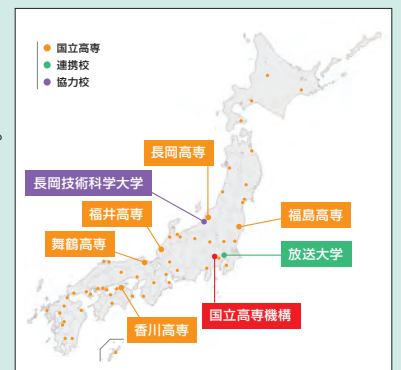 国立高専
連携校
協力校
長岡高専
長岡技術科学大学
福井高専
福島高専
舞鶴高専
放送大学
国立高専機構
香川高専